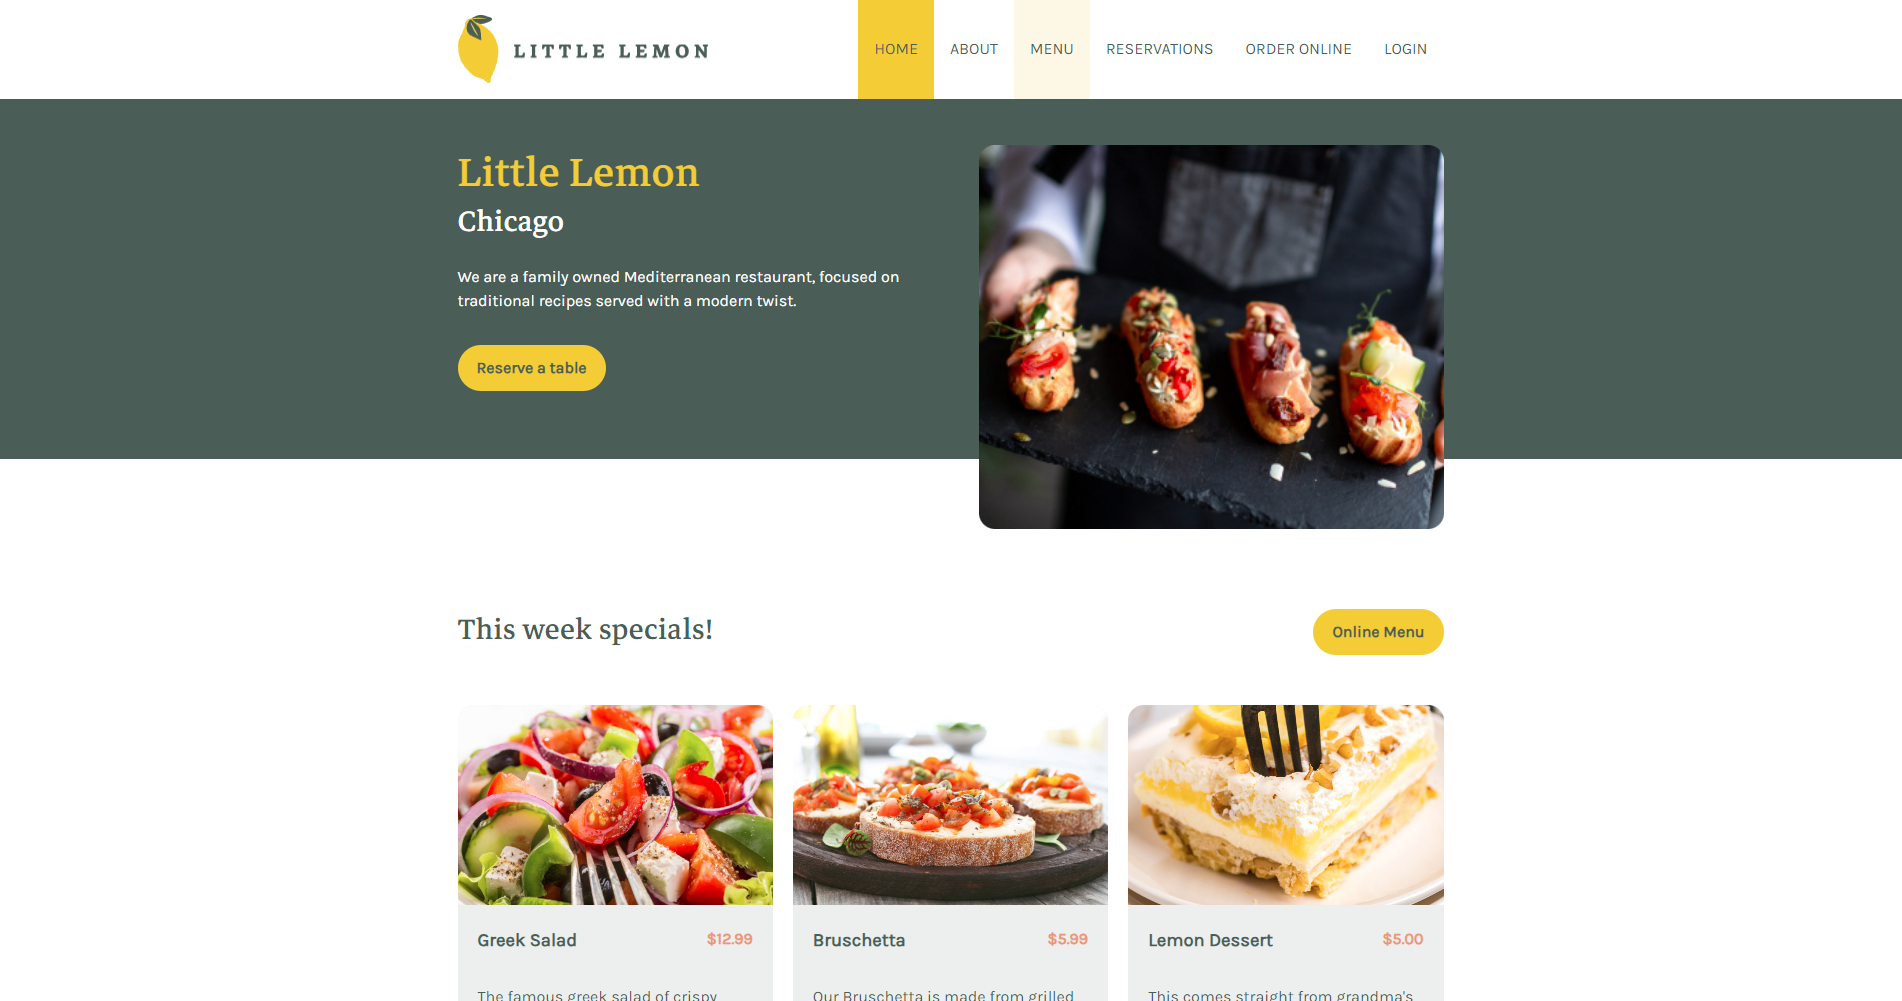 LITTLE LEMON
HOME ABOUT MENU RESERVATIONS ORDER ONLINE LOGIN
Little Lemon
Chicago
We are a family owned Mediterranean restaurant, focused on
traditional recipes served with a modern twist.
Reserve a table
This week specials!
Online Menu
Greek Salad $12.99
Bruschetta $5.99
Lemon Dessert $5.00
The famous greek salad of crispy
Our Bruschetta is made from grilled
This comes straight from grandma's